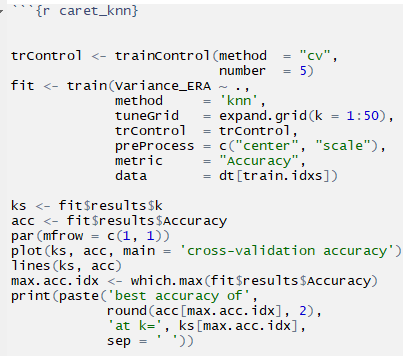 ```{r caret_knn}
trControl <- trainControl(method  = "cv",
                          number  = 5)
fit <- train(Variance_ERA ~ .,
             method     = 'knn',
             tuneGrid   = expand.grid(k = 1:50),
             trControl  = trControl,
             preProcess = c("center", "scale"),
             metric     = "Accuracy",
             data       = dt[train.idxs])
ks <- fit$results$k
acc <- fit$results$Accuracy
par(mfrow = c(1, 1))
plot(ks, acc, main = 'cross-validation accuracy')
lines(ks, acc)
max.acc.idx <- which.max(fit$results$Accuracy)
print(paste('best accuracy of',
            round(acc[max.acc.idx], 2),
            'at k=', ks[max.acc.idx],
            sep = ' '))